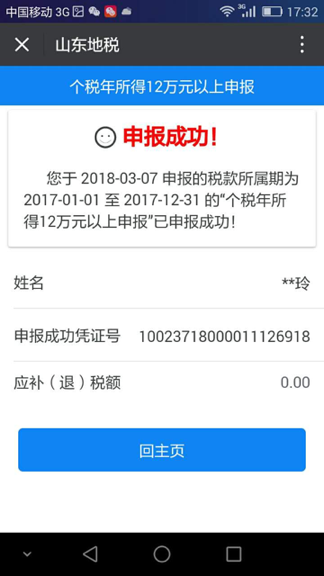 中国移动 3G 3G 17:32
山东地税
个税年所得12万元以上申报
申报成功!
您于 2018-03-07 申报的税款所属期为
2017-01-01 至 2017-12-31 的“个税年所
得12万元以上申报”已申报成功!
姓名 **玲
申报成功凭证号 10023718000011126918
应补(退)税额 0.00
回主页